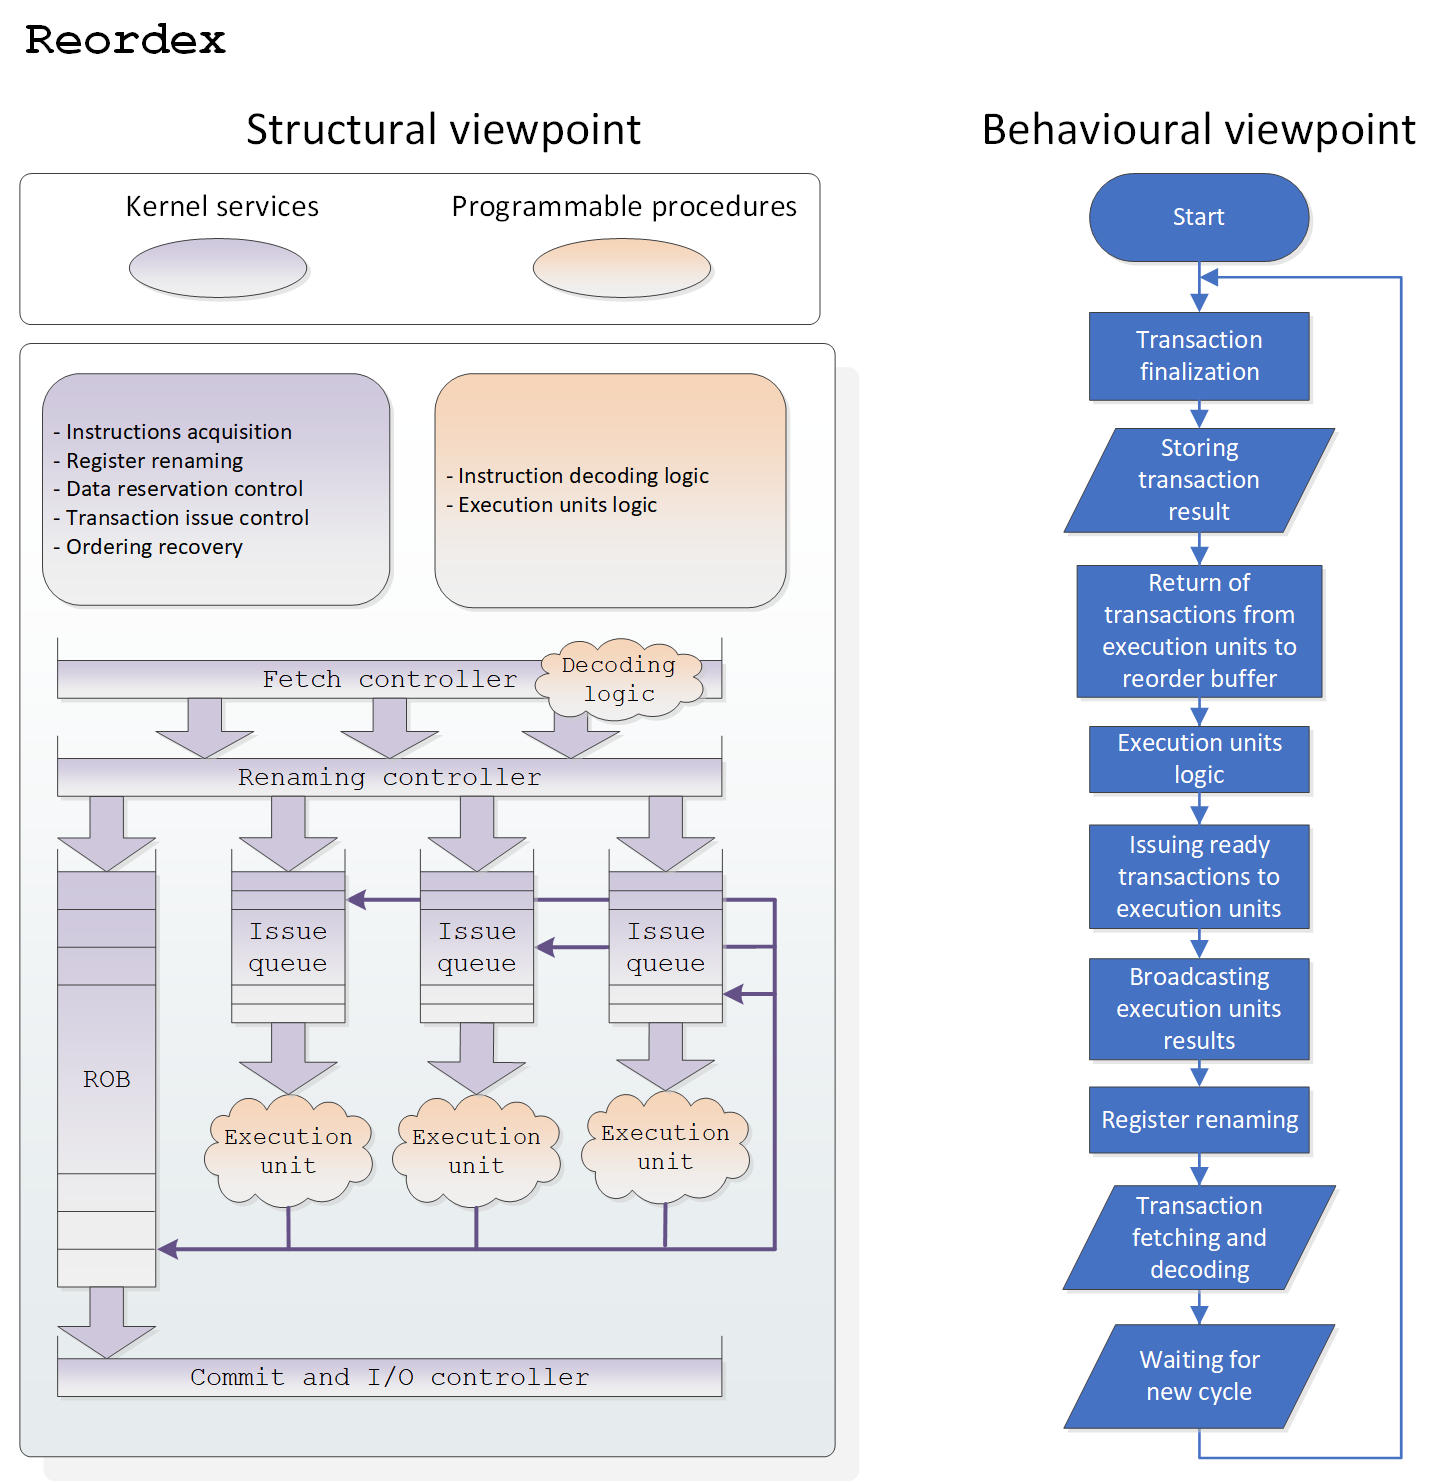 Reordex
Structural viewpoint
Kernel services
Programmable procedures
- Instructions acquisition
- Register renaming
- Data reservation control
- Transaction issue control
- Ordering recovery
- Instruction decoding logic
- Execution units logic
Fetch controller
Decoding
logic
Renaming controller
Issue
queue
Issue
queue
Issue
queue
ROB
Execution
unit
Execution
unit
Execution
unit
Commit and I/O controller
Behavioural viewpoint
Start
Transaction
finalization
Storing
transaction
result
Return of
transactions from
execution units to
reorder buffer
Execution units
logic
Issuing ready
transactions to
execution units
Broadcasting
execution units
results
Register renaming
Transaction
fetching and
decoding
Waiting for
new cycle